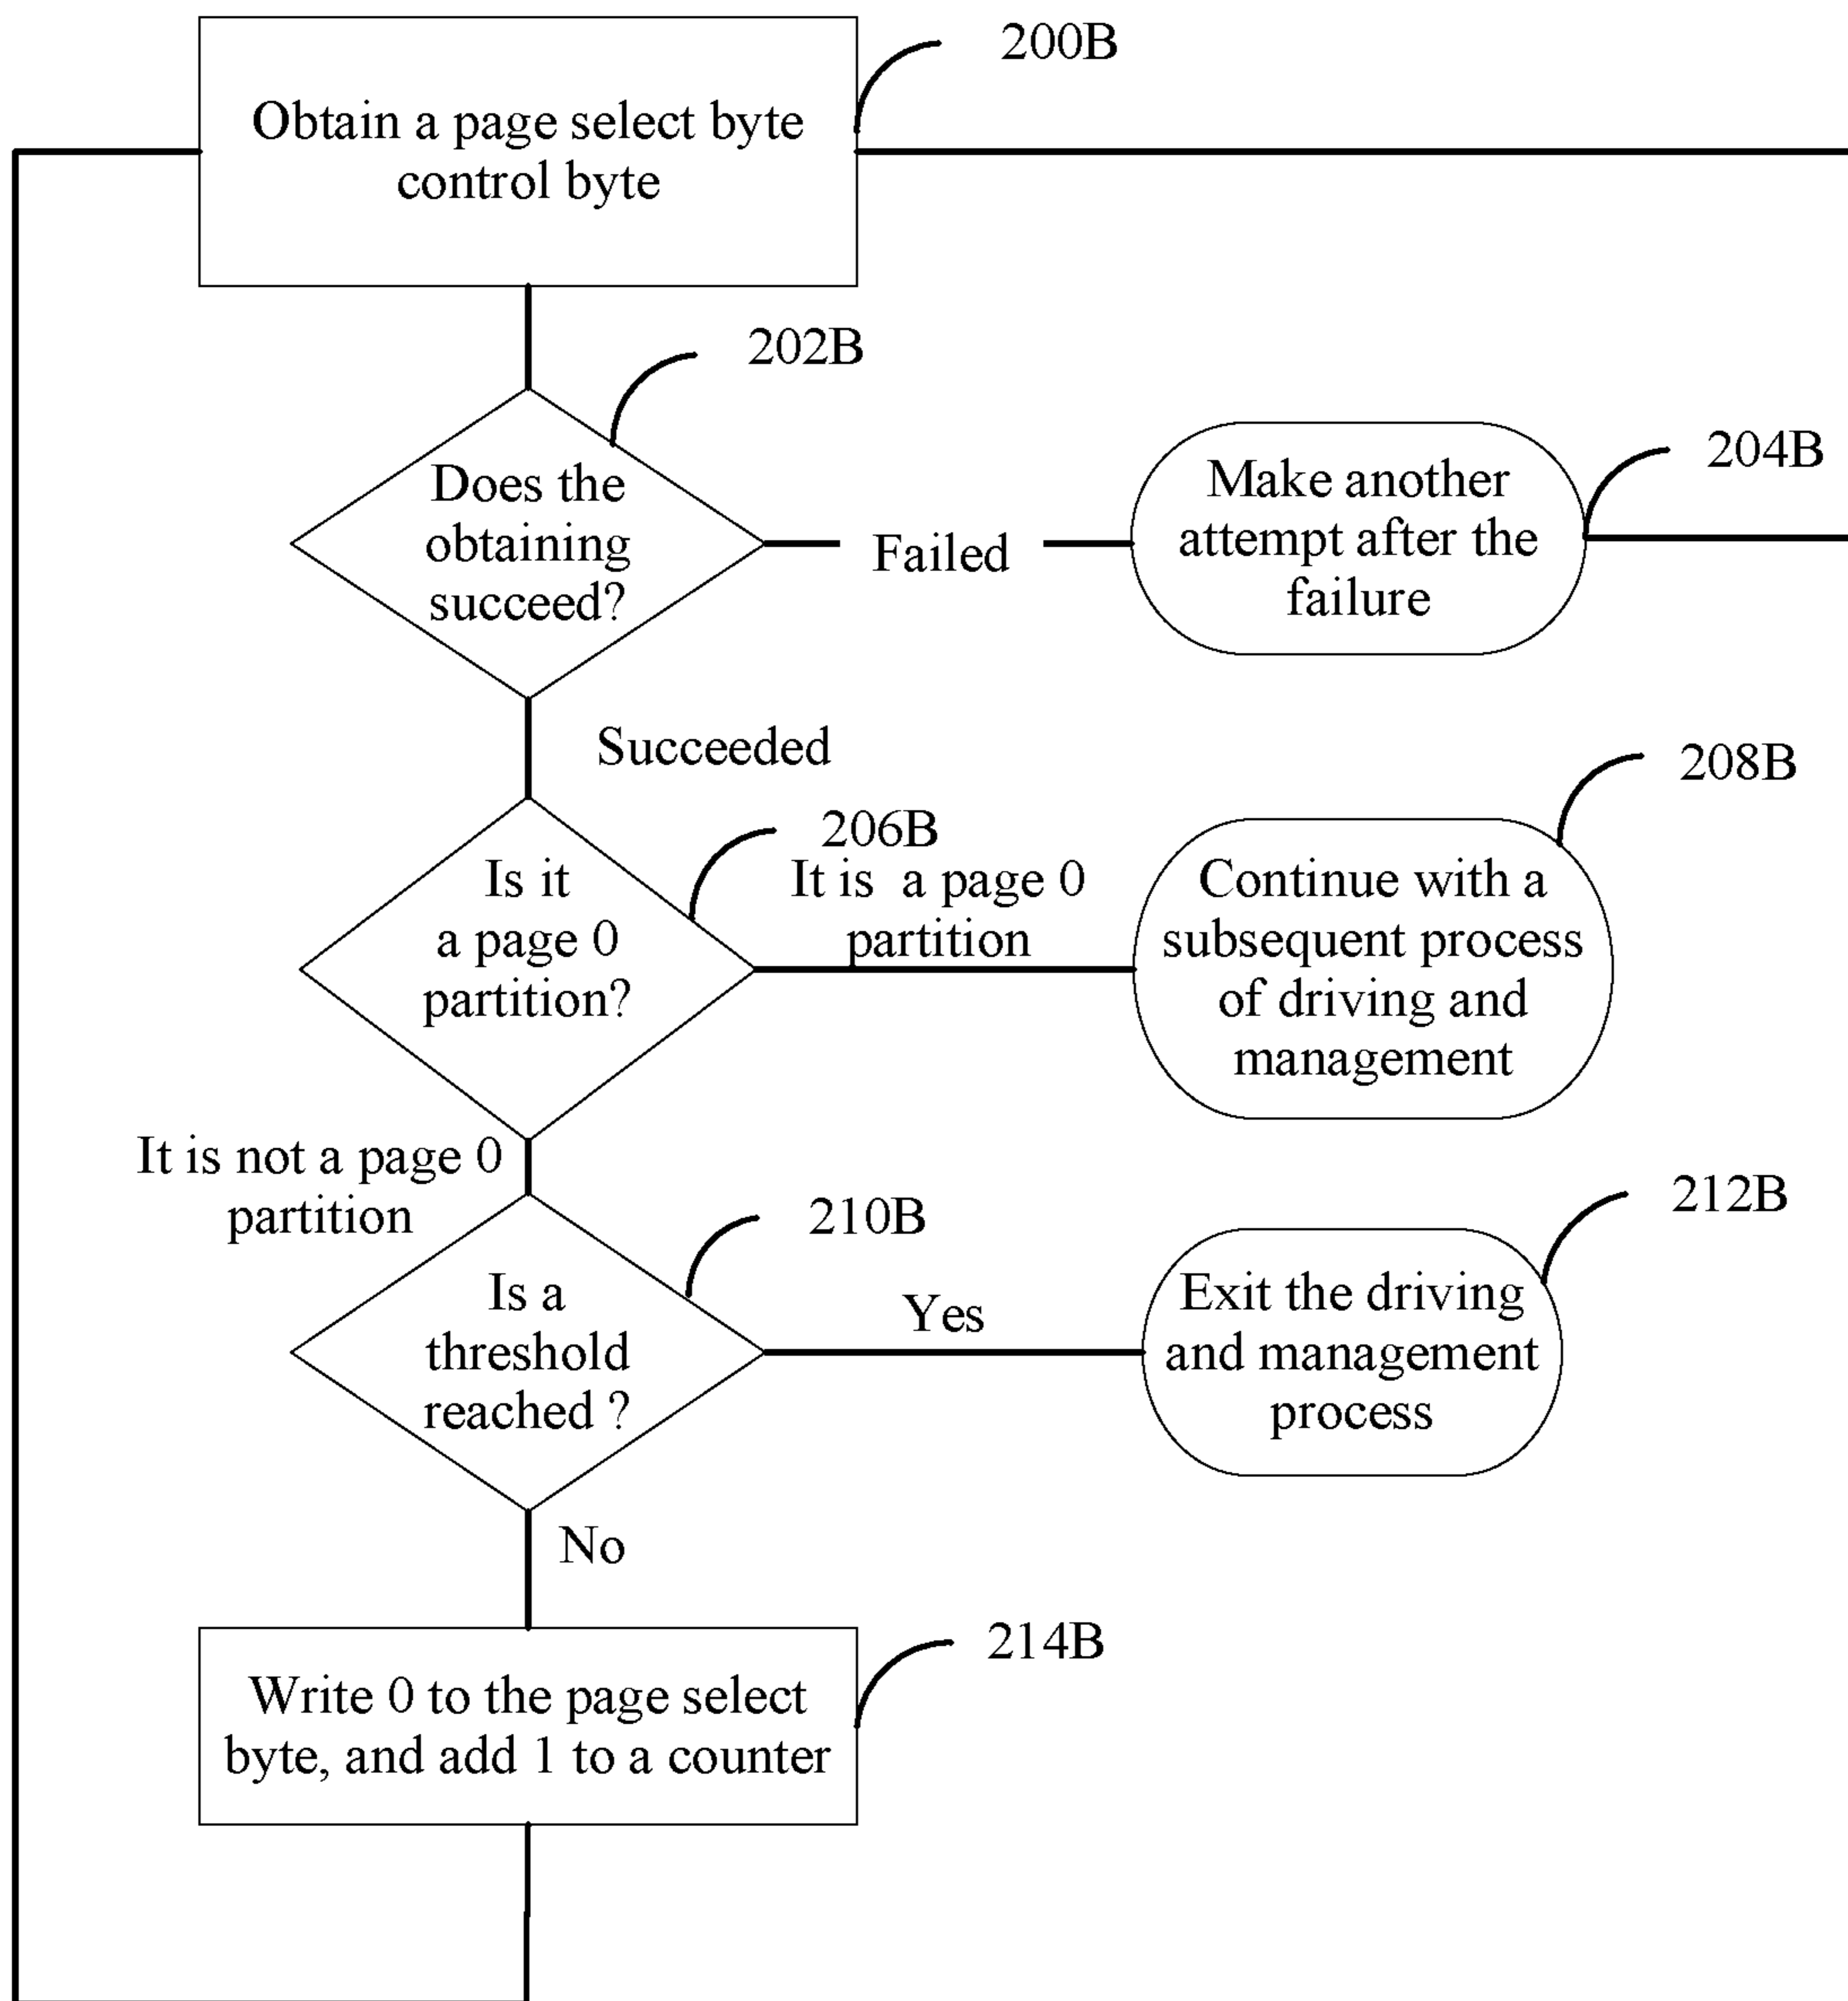 200B
Obtain a page select byte
control byte
202B
Does the
obtaining
succeed?
Failed
204B
Make another
attempt after the
failure
Succeeded
206B
Is it
a page 0
partition?
It is a page 0
partition
208B
Continue with a
subsequent process
of driving and
management
It is not a page 0
partition
210B
Is a
threshold
reached ?
Yes
212B
Exit the driving
and management
process
No
214B
Write 0 to the page select
byte, and add 1 to a counter